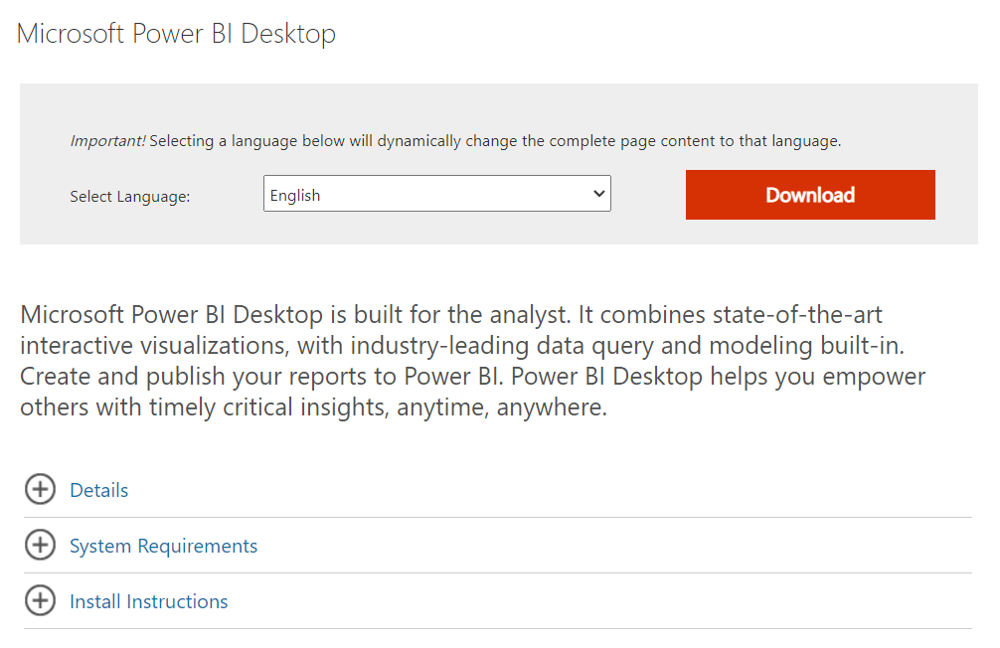 Microsoft Power BI Desktop
Important! Selecting a language below will dynamically change the complete page content to that language.
Select Language:
English
Download
Microsoft Power BI Desktop is built for the analyst. It combines state-of-the-art
interactive visualizations, with industry-leading data query and modeling built-in.
Create and publish your reports to Power BI. Power BI Desktop helps you empower
others with timely critical insights, anytime, anywhere.
Details
System Requirements
Install Instructions